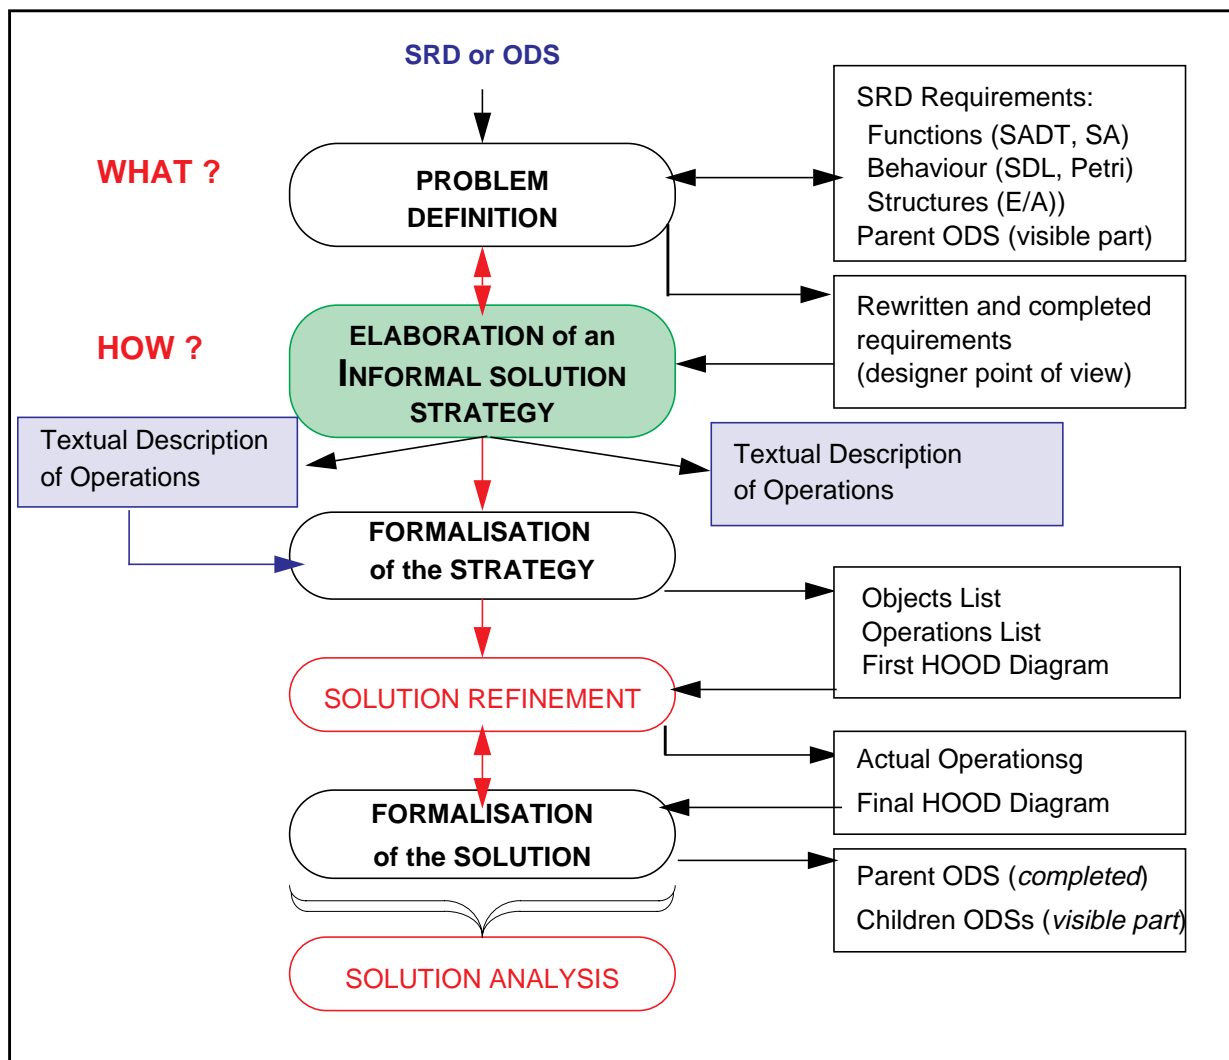 SRD or ODS
WHAT ?
PROBLEM
DEFINITION
SRD Requirements:
Functions (SADT, SA)
Behaviour (SDL, Petri)
Structures (E/A))
Parent ODS (visible part)
HOW ?
ELABORATION of an
INFORMAL SOLUTION
STRATEGY
Rewritten and completed
requirements
(designer point of view)
Textual Description
of Operations
Textual Description
of Operations
FORMALISATION
of the STRATEGY
Objects List
Operations List
First HOOD Diagram
SOLUTION REFINEMENT
Actual Operationsg
Final HOOD Diagram
FORMALISATION
of the SOLUTION
Parent ODS (completed)
Children ODSs (visible part)
SOLUTION ANALYSIS